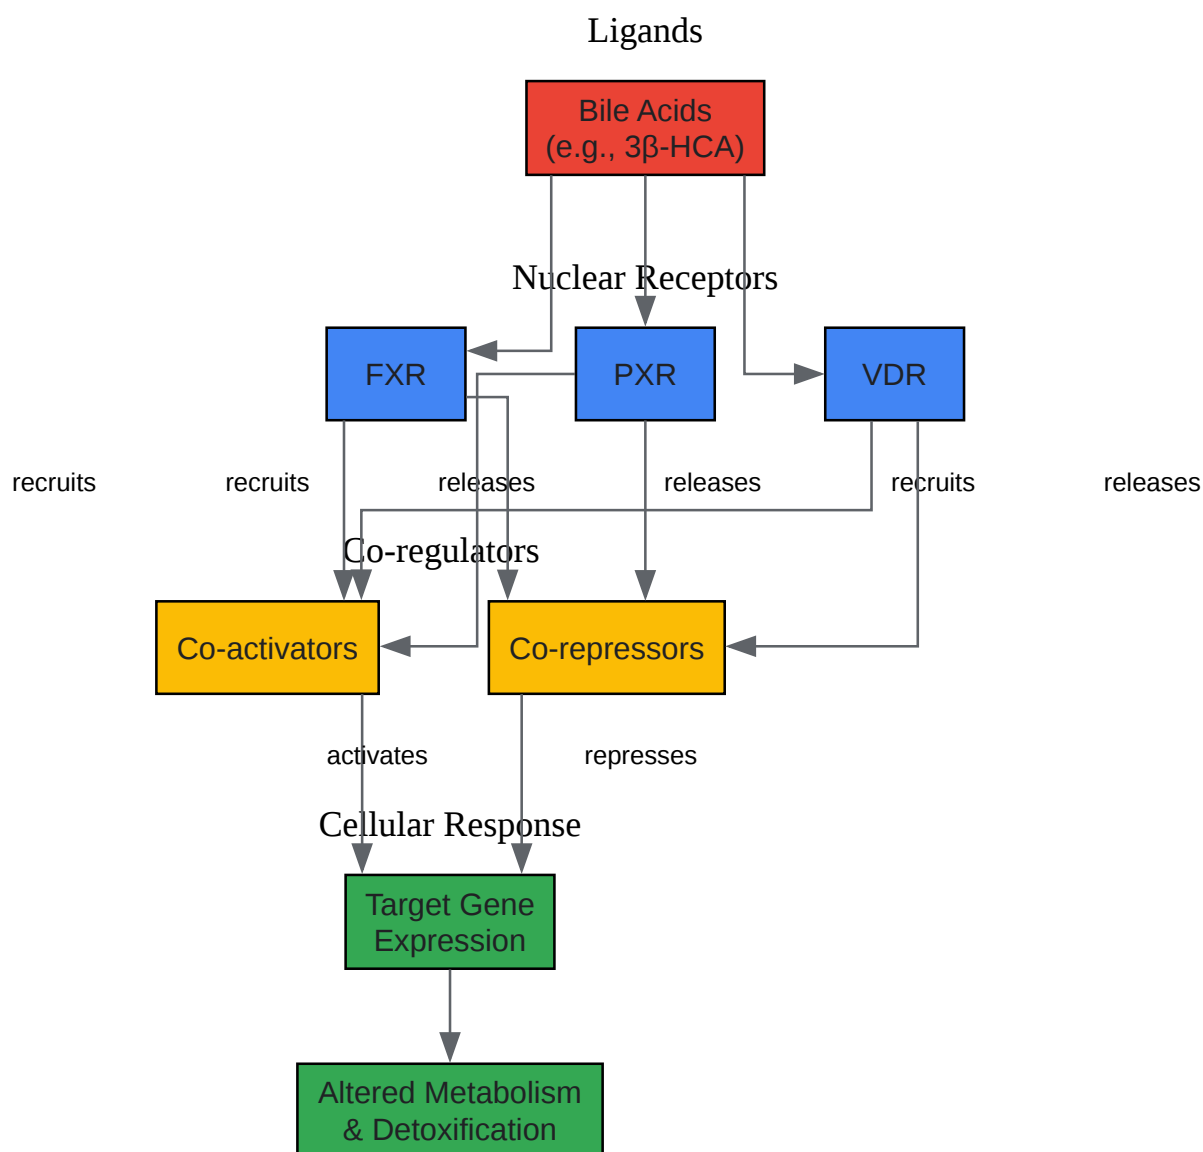 Ligands
Bile Acids
(e.g., 3β-HCA)
Nuclear Receptors
FXR
PXR
VDR
recruits
recruits
releases
releases
recruits
releases
Co-regulators
Co-activators
Co-repressors
activates
represses
Cellular Response
Target Gene
Expression
Altered Metabolism
& Detoxification